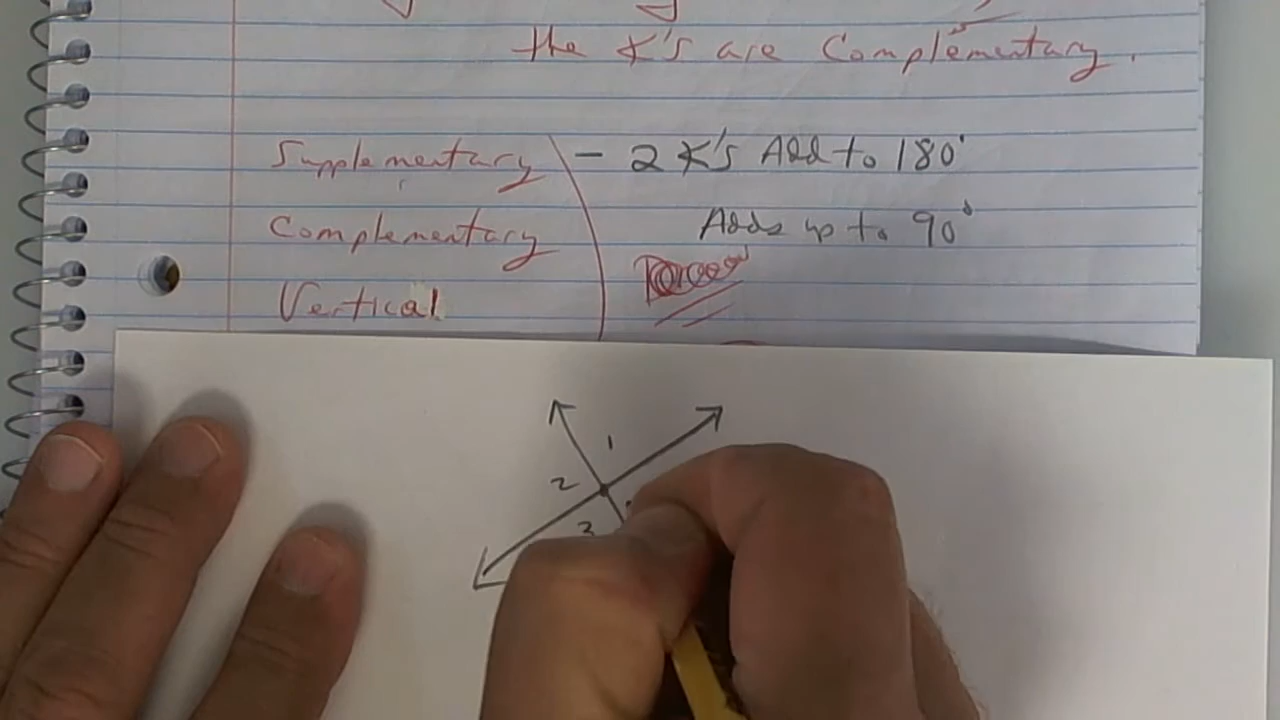 the ∠'s are Complementary.
Supplementary - 2 ∠'s Add to 180°
Complementary Adds up to 90°
Vertical
1
2
3